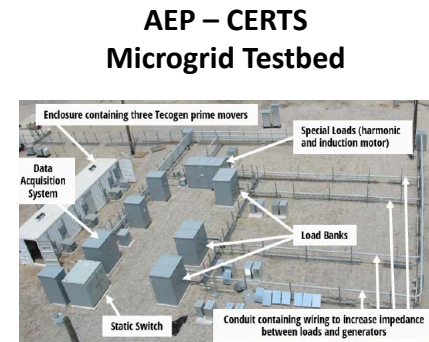 AEP – CERTS
Microgrid Testbed
Enclosure containing three Tecogen prime movers
Special Loads (harmonic
and induction motor)
Data
Acquisition
System
Load Banks
Static Switch
Conduit containing wiring to increase impedance
between loads and generators